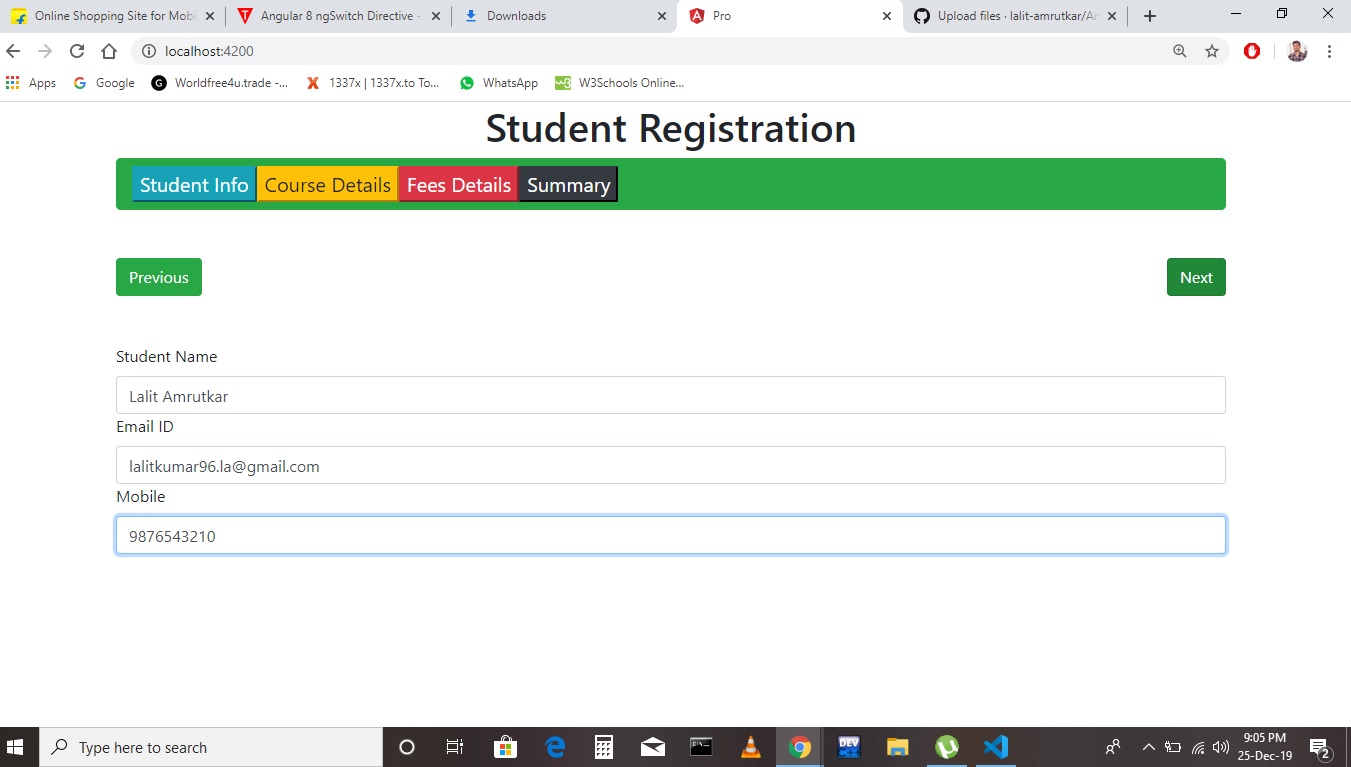 Online Shopping Site for Mobi
Angular 8 ngSwitch Directive -
Downloads
Pro
Upload files · lalit-amrutkar/An
localhost:4200
Apps
Google
Worldfree4u.trade -...
1337x | 1337x.to To...
WhatsApp
W3Schools Online...
Student Registration
Student Info Course Details Fees Details Summary
Previous
Next
Student Name
Lalit Amrutkar
Email ID
lalitkumar96.la@gmail.com
Mobile
9876543210
Type here to search
DEV
9:05 PM
25-Dec-19
2